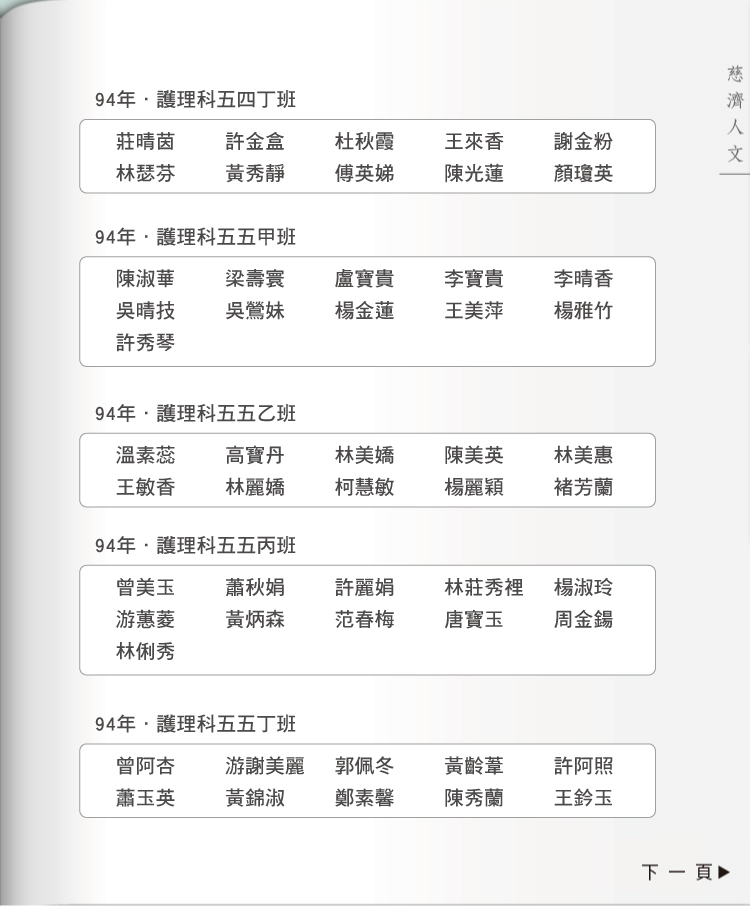 慈濟人文
94年．護理科五四丁班
莊晴茵 許金盒 杜秋霞 王來香 謝金粉
林瑟芬 黃秀靜 傅英娣 陳光蓮 顏瓊英
94年．護理科五五甲班
陳淑華 梁壽寰 盧寶貴 李寶貴 李晴香
吳晴技 吳鶯妹 楊金蓮 王美萍 楊雅竹
許秀琴
94年．護理科五五乙班
溫素蕊 高寶丹 林美嬌 陳美英 林美惠
王敏香 林麗嬌 柯慧敏 楊麗穎 褚芳蘭
94年．護理科五五丙班
曾美玉 蕭秋娟 許麗娟 林莊秀裡 楊淑玲
游蕙菱 黃炳森 范春梅 唐寶玉 周金鍚
林俐秀
94年．護理科五五丁班
曾阿杏 游謝美麗 郭佩冬 黃齡葦 許阿照
蕭玉英 黃錦淑 鄭素馨 陳秀蘭 王鈐玉
下一頁▶